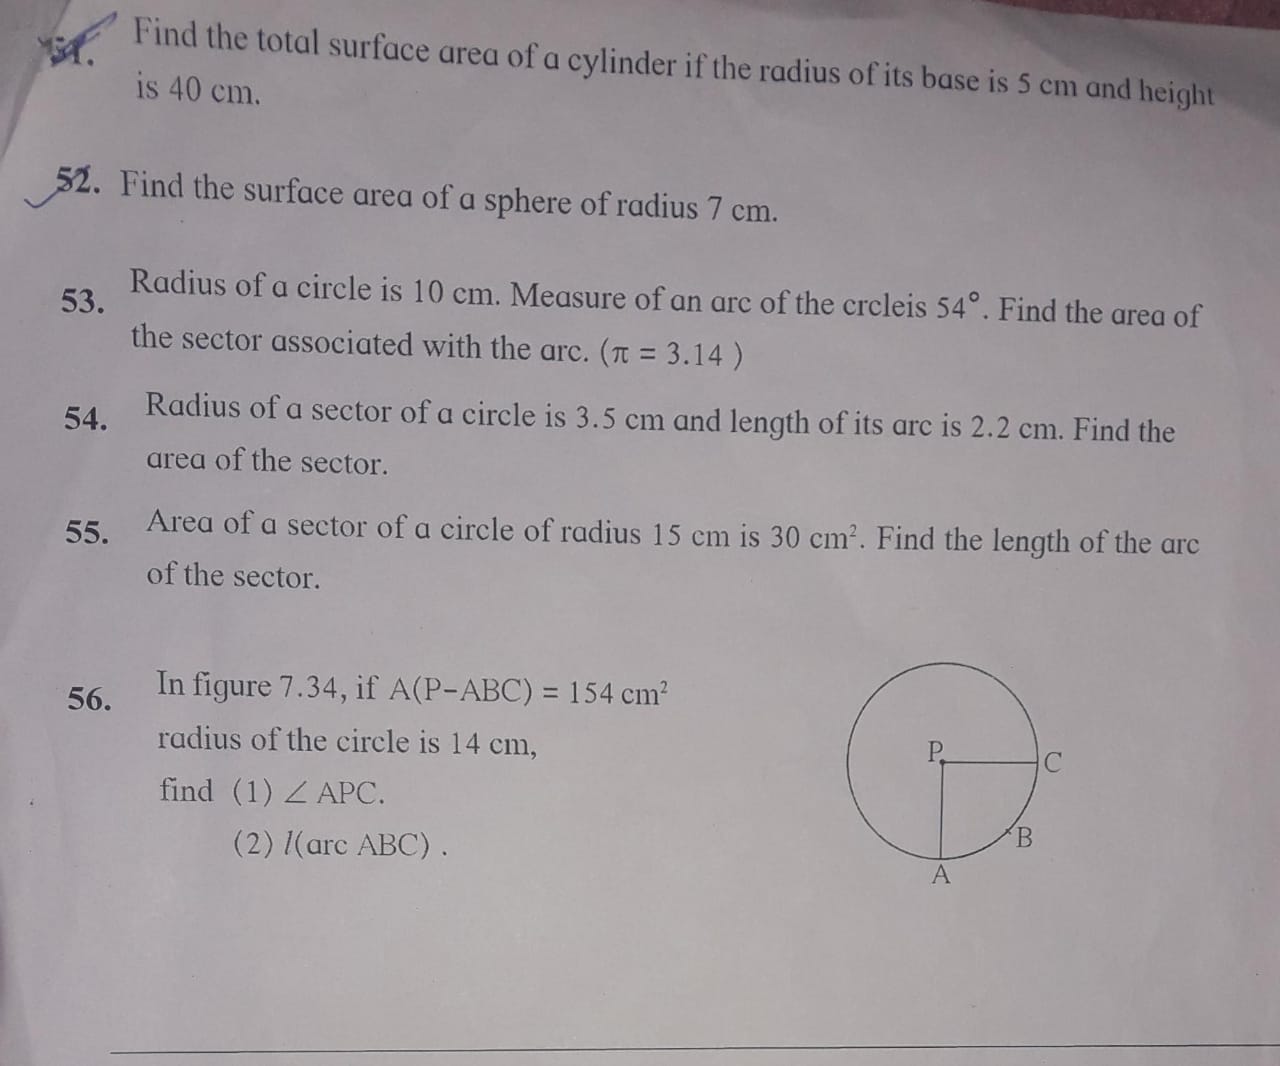 51. Find the total surface area of a cylinder if the radius of its base is 5 cm and height
is 40 cm.
52. Find the surface area of a sphere of radius 7 cm.
53. Radius of a circle is 10 cm. Measure of an arc of the crcleis 54°. Find the area of
the sector associated with the arc. (π = 3.14 )
54. Radius of a sector of a circle is 3.5 cm and length of its arc is 2.2 cm. Find the
area of the sector.
55. Area of a sector of a circle of radius 15 cm is 30 cm². Find the length of the arc
of the sector.
56. In figure 7.34, if A(P-ABC) = 154 cm²
radius of the circle is 14 cm,
find (1) ∠ APC.
(2) l(arc ABC) .
P
C
B
A